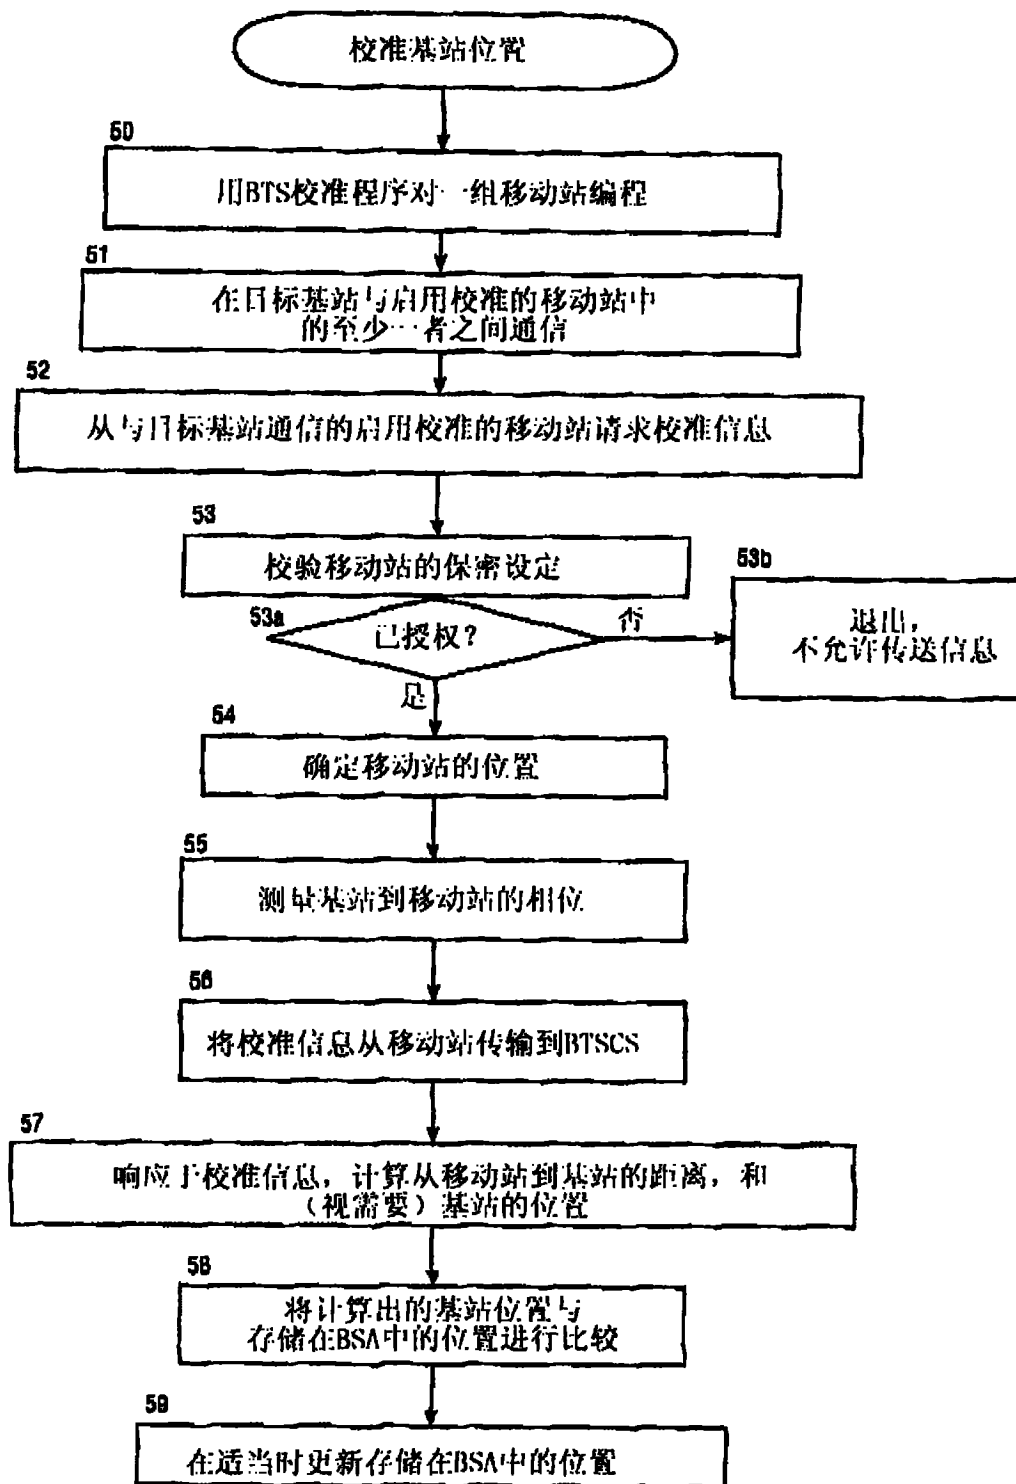 校准基站位置
50
用BTS校准程序对一组移动站编程
51
在目标基站与启用校准的移动站中
的至少一者之间通信
52
从与目标基站通信的启用校准的移动站请求校准信息
53
校验移动站的保密设定
53a
已授权?
否
53b
退出,
不允许传送信息
是
54
确定移动站的位置
55
测量基站到移动站的相位
56
将校准信息从移动站传输到BTSCS
57
响应于校准信息, 计算从移动站到基站的距离, 和
(视需要) 基站的位置
58
将计算出的基站位置与
存储在BSA中的位置进行比较
59
在适当时更新存储在BSA中的位置